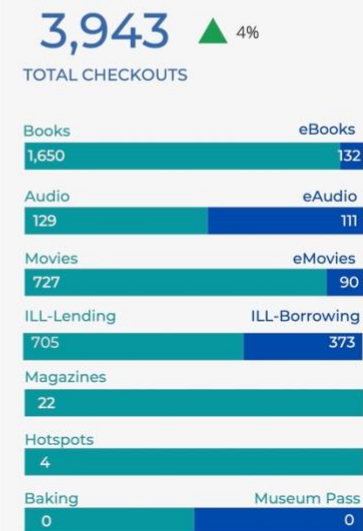 3,943 4%
TOTAL CHECKOUTS
Books eBooks
1,650 132
Audio eAudio
129 111
Movies eMovies
727 90
ILL-Lending ILL-Borrowing
705 373
Magazines
22
Hotspots
4
Baking Museum Pass
0 0